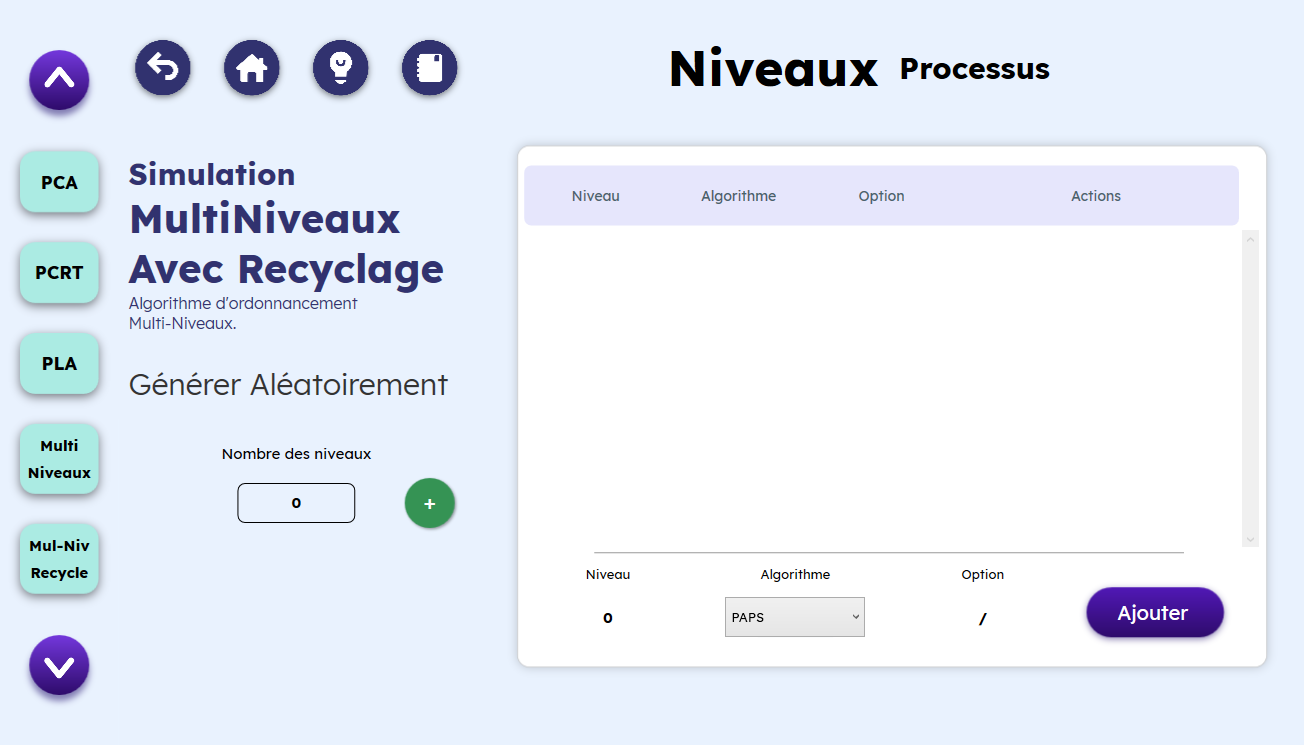 Niveaux Processus
PCA
PCRT
PLA
Multi
Niveaux
Mul-Niv
Recycle
Simulation
MultiNiveaux
Avec Recyclage
Algorithme d'ordonnancement
Multi-Niveaux.
Générer Aléatoirement
Nombre des niveaux
0 +
Niveau Algorithme Option Actions
Niveau Algorithme Option
0 PAPS / Ajouter